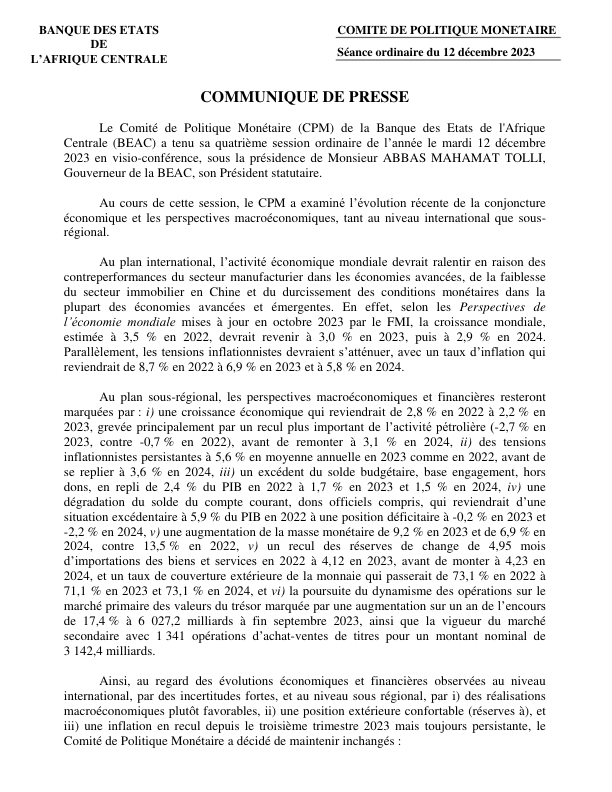 BANQUE DES ETATS
DE
L’AFRIQUE CENTRALE
COMITE DE POLITIQUE MONETAIRE
Séance ordinaire du 12 décembre 2023
COMMUNIQUE DE PRESSE
Le Comité de Politique Monétaire (CPM) de la Banque des Etats de l'Afrique
Centrale (BEAC) a tenu sa quatrième session ordinaire de l’année le mardi 12 décembre
2023 en visio-conférence, sous la présidence de Monsieur ABBAS MAHAMAT TOLLI,
Gouverneur de la BEAC, son Président statutaire.
Au cours de cette session, le CPM a examiné l’évolution récente de la conjoncture
économique et les perspectives macroéconomiques, tant au niveau international que sous-
régional.
Au plan international, l’activité économique mondiale devrait ralentir en raison des
contreperformances du secteur manufacturier dans les économies avancées, de la faiblesse
du secteur immobilier en Chine et du durcissement des conditions monétaires dans la
plupart des économies avancées et émergentes. En effet, selon les Perspectives de
l’économie mondiale mises à jour en octobre 2023 par le FMI, la croissance mondiale,
estimée à 3,5 % en 2022, devrait revenir à 3,0 % en 2023, puis à 2,9 % en 2024.
Parallèlement, les tensions inflationnistes devraient s’atténuer, avec un taux d’inflation qui
reviendrait de 8,7 % en 2022 à 6,9 % en 2023 et à 5,8 % en 2024.
Au plan sous-régional, les perspectives macroéconomiques et financières resteront
marquées par : i) une croissance économique qui reviendrait de 2,8 % en 2022 à 2,2 % en
2023, grevée principalement par un recul plus important de l’activité pétrolière (-2,7 % en
2023, contre -0,7 % en 2022), avant de remonter à 3,1 % en 2024, ii) des tensions
inflationnistes persistantes à 5,6 % en moyenne annuelle en 2023 comme en 2022, avant de
se replier à 3,6 % en 2024, iii) un excédent du solde budgétaire, base engagement, hors
dons, en repli de 2,4 % du PIB en 2022 à 1,7 % en 2023 et 1,5 % en 2024, iv) une
dégradation du solde du compte courant, dons officiels compris, qui reviendrait d’une
situation excédentaire à 5,9 % du PIB en 2022 à une position déficitaire à -0,2 % en 2023 et
-2,2 % en 2024, v) une augmentation de la masse monétaire de 9,2 % en 2023 et de 6,9 % en
2024, contre 13,5 % en 2022, v) un recul des réserves de change de 4,95 mois
d’importations des biens et services en 2022 à 4,12 en 2023, avant de monter à 4,23 en
2024, et un taux de couverture extérieure de la monnaie qui passerait de 73,1 % en 2022 à
71,1 % en 2023 et 73,1 % en 2024, et vi) la poursuite du dynamisme des opérations sur le
marché primaire des valeurs du trésor marquée par une augmentation sur un an de l’encours
de 17,4 % à 6 027,2 milliards à fin septembre 2023, ainsi que la vigueur du marché
secondaire avec 1 341 opérations d’achat-ventes de titres pour un montant nominal de
3 142,4 milliards.
Ainsi, au regard des évolutions économiques et financières observées au niveau
international, par des incertitudes fortes, et au niveau sous régional, par i) des réalisations
macroéconomiques plutôt favorables, ii) une position extérieure confortable (réserves à), et
iii) une inflation en recul depuis le troisième trimestre 2023 mais toujours persistante, le
Comité de Politique Monétaire a décidé de maintenir inchangés :